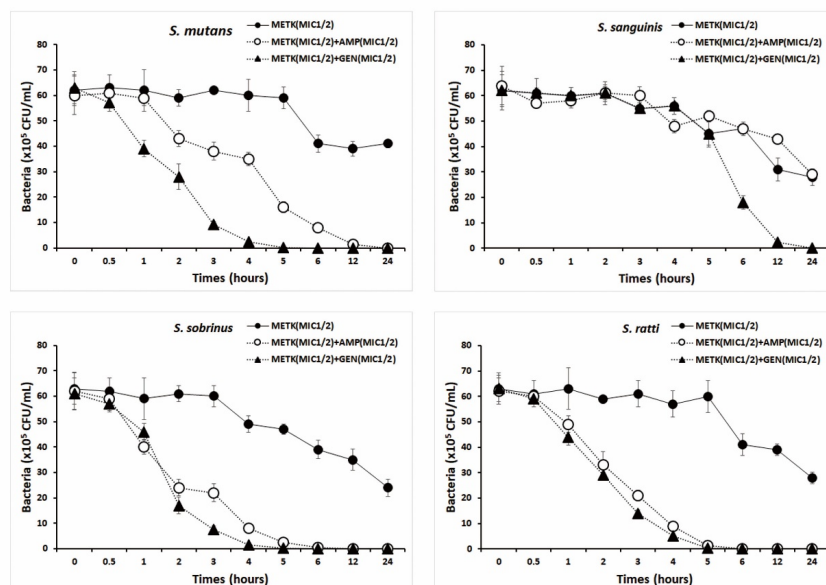 S. mutans
METK(MIC1/2)
METK(MIC1/2)+AMP(MIC1/2)
METK(MIC1/2)+GEN(MIC1/2)
Bacteria (x10⁵ CFU/mL)
80
70
60
50
40
30
20
10
0
0 0.5 1 2 3 4 5 6 12 24
Times (hours)
S. sanguinis
METK(MIC1/2)
METK(MIC1/2)+AMP(MIC1/2)
METK(MIC1/2)+GEN(MIC1/2)
Bacteria (x10⁵ CFU/mL)
80
70
60
50
40
30
20
10
0
0 0.5 1 2 3 4 5 6 12 24
Times (hours)
S. sobrinus
METK(MIC1/2)
METK(MIC1/2)+AMP(MIC1/2)
METK(MIC1/2)+GEN(MIC1/2)
Bacteria (x10⁵ CFU/mL)
80
70
60
50
40
30
20
10
0
0 0.5 1 2 3 4 5 6 12 24
Times (hours)
S. ratti
METK(MIC1/2)
METK(MIC1/2)+AMP(MIC1/2)
METK(MIC1/2)+GEN(MIC1/2)
Bacteria (x10⁵ CFU/mL)
80
70
60
50
40
30
20
10
0
0 0.5 1 2 3 4 5 6 12 24
Times (hours)